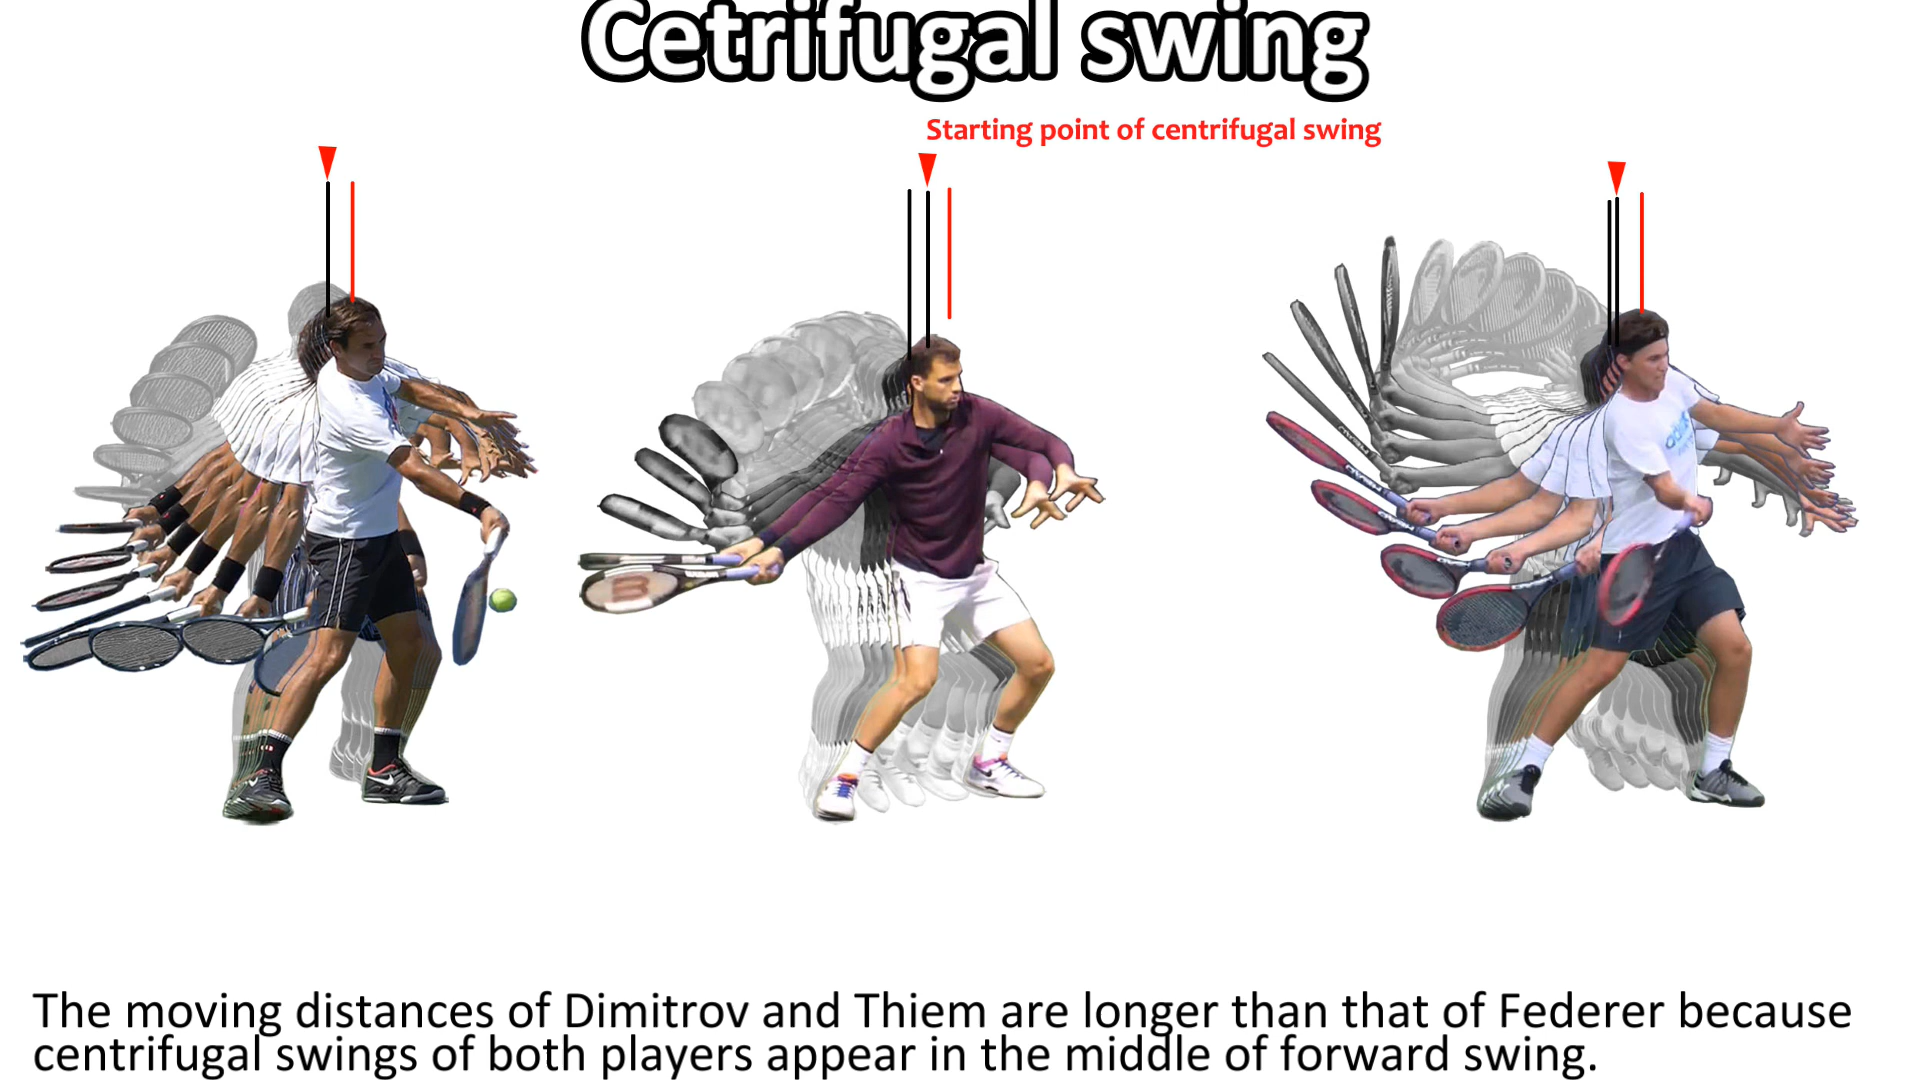 Cetrifugal swing
Starting point of centrifugal swing
The moving distances of Dimitrov and Thiem are longer than that of Federer because
centrifugal swings of both players appear in the middle of forward swing.